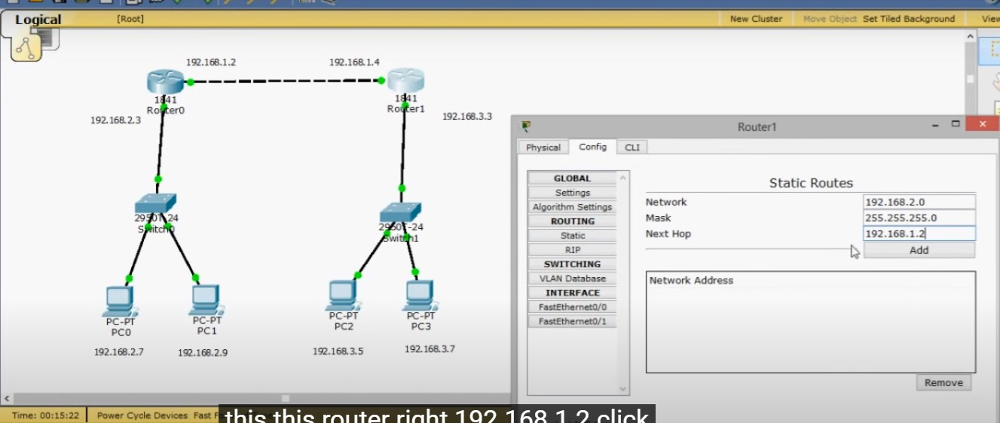 Logical
[Root]
New Cluster
Move Object
Set Tiled Background
View
192.168.1.2
192.168.1.4
1841
Router0
1841
Router1
192.168.2.3
192.168.3.3
2950T-24
Switch0
2950T-24
Switch1
PC-PT
PC0
PC-PT
PC1
PC-PT
PC2
PC-PT
PC3
192.168.2.7
192.168.2.9
192.168.3.5
192.168.3.7
Router1
Physical
Config
CLI
GLOBAL
Settings
Algorithm Settings
ROUTING
Static
RIP
SWITCHING
VLAN Database
INTERFACE
FastEthernet0/0
FastEthernet0/1
Static Routes
Network 192.168.2.0
Mask 255.255.255.0
Next Hop 192.168.1.2
Add
Network Address
Remove
Time: 00:15:22
Power Cycle Devices Fast F
this this router right 192.168.1.2 click